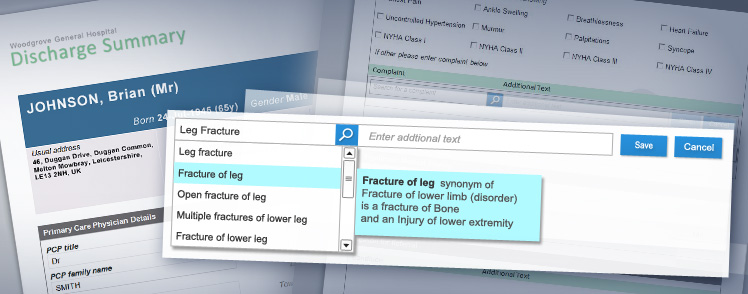 Woodgrove General Hospital
Discharge Summary
JOHNSON, Brian (Mr)
Gender Male
(65y)
Usual address
46, Duggan Drive, Duggan Common,
Melton Mowbray, Leicestershire,
LE13 2NH, UK
Primary Care Physician Details
PCP title
Dr
PCP family name
SMITH
Pain
Ankle Swelling
Breathlessness
Heart Failure
Uncontrolled Hypertension
Murmur
Palpitations
Syncope
NYHA Class I
NYHA Class II
NYHA Class III
NYHA Class IV
If other please enter complaint below
Complaint
Additional Text
Search for a complaint
Leg Fracture
Enter addtional text
Save
Cancel
Leg fracture
Fracture of leg
Open fracture of leg
Multiple fractures of lower leg
Fracture of lower leg
Fracture of leg synonym of
Fracture of lower limb (disorder)
is a fracture of Bone
and an Injury of lower extremity
Additional Text